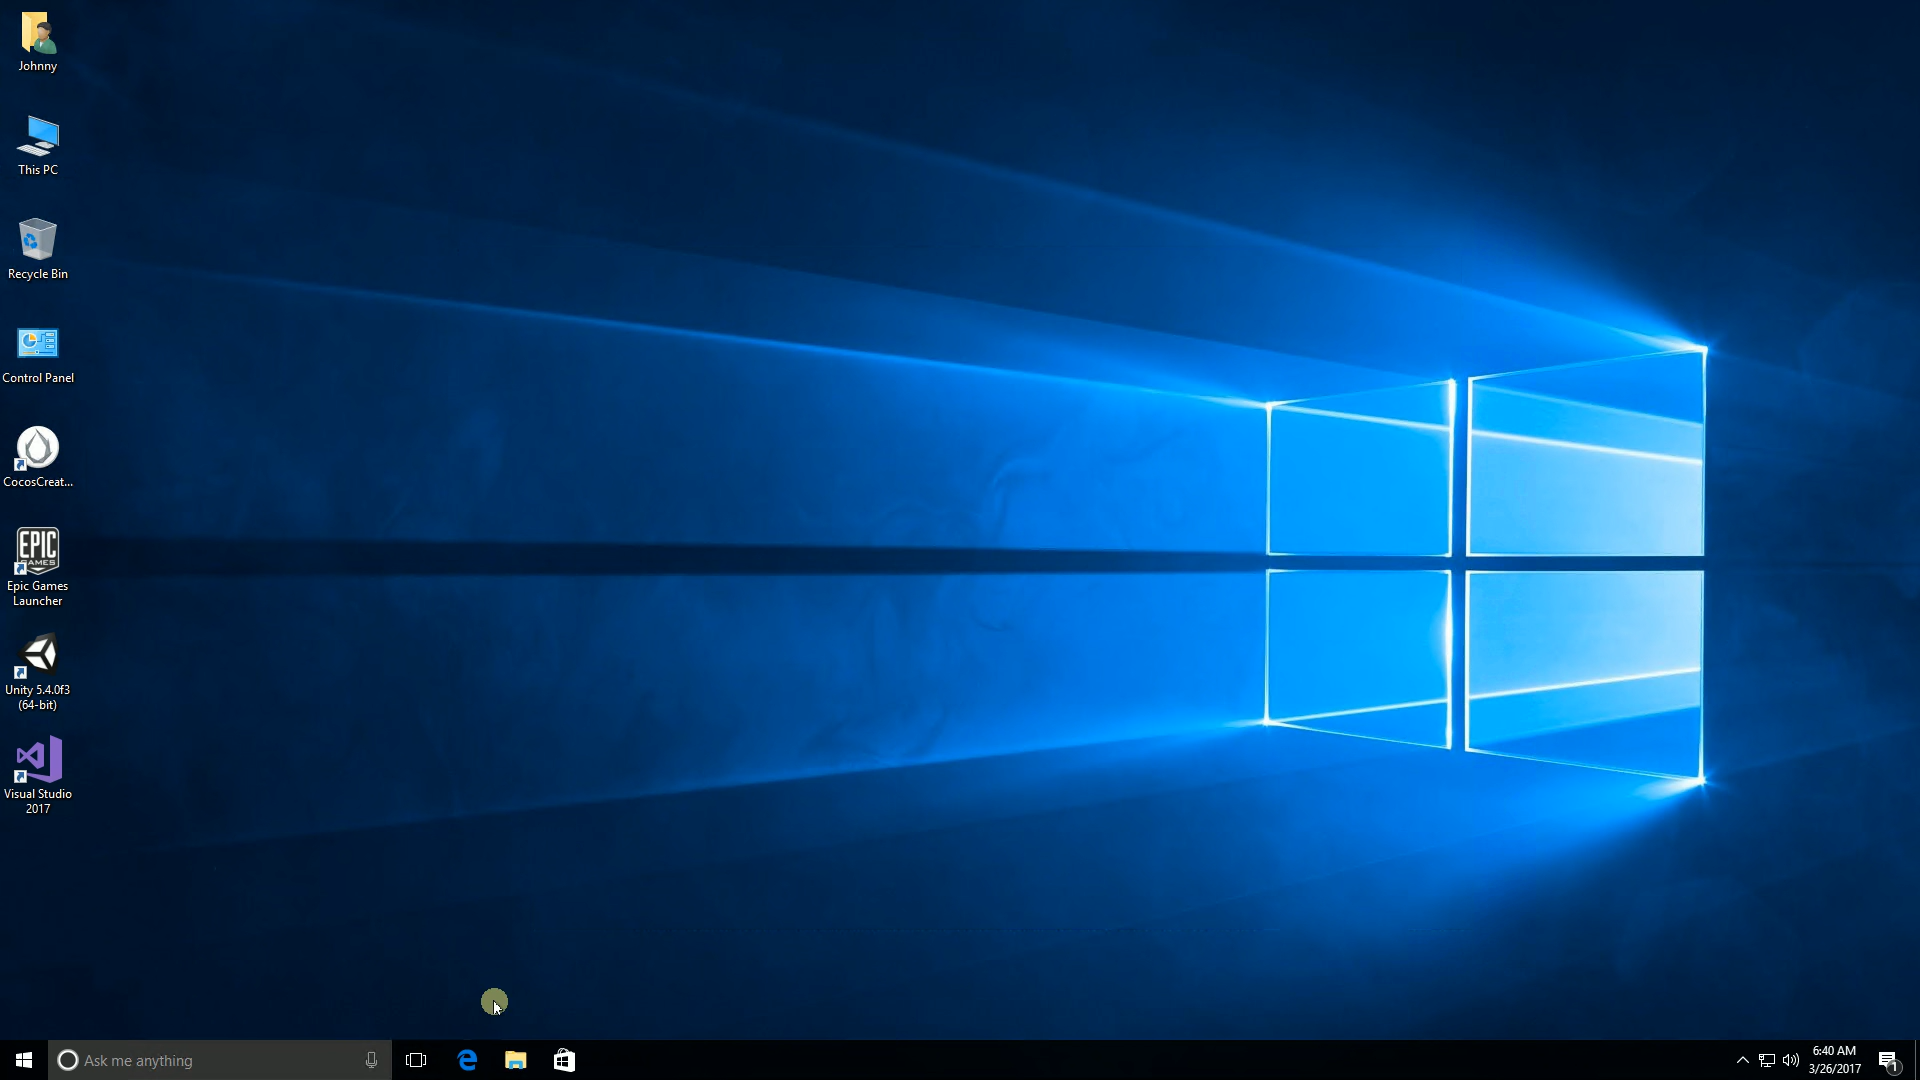 Johnny
This PC
Recycle Bin
Control Panel
CocosCreat...
EPIC
GAMES
Epic Games
Launcher
Unity 5.4.0f3
(64-bit)
Visual Studio
2017
Ask me anything
6:40 AM
3/26/2017
1